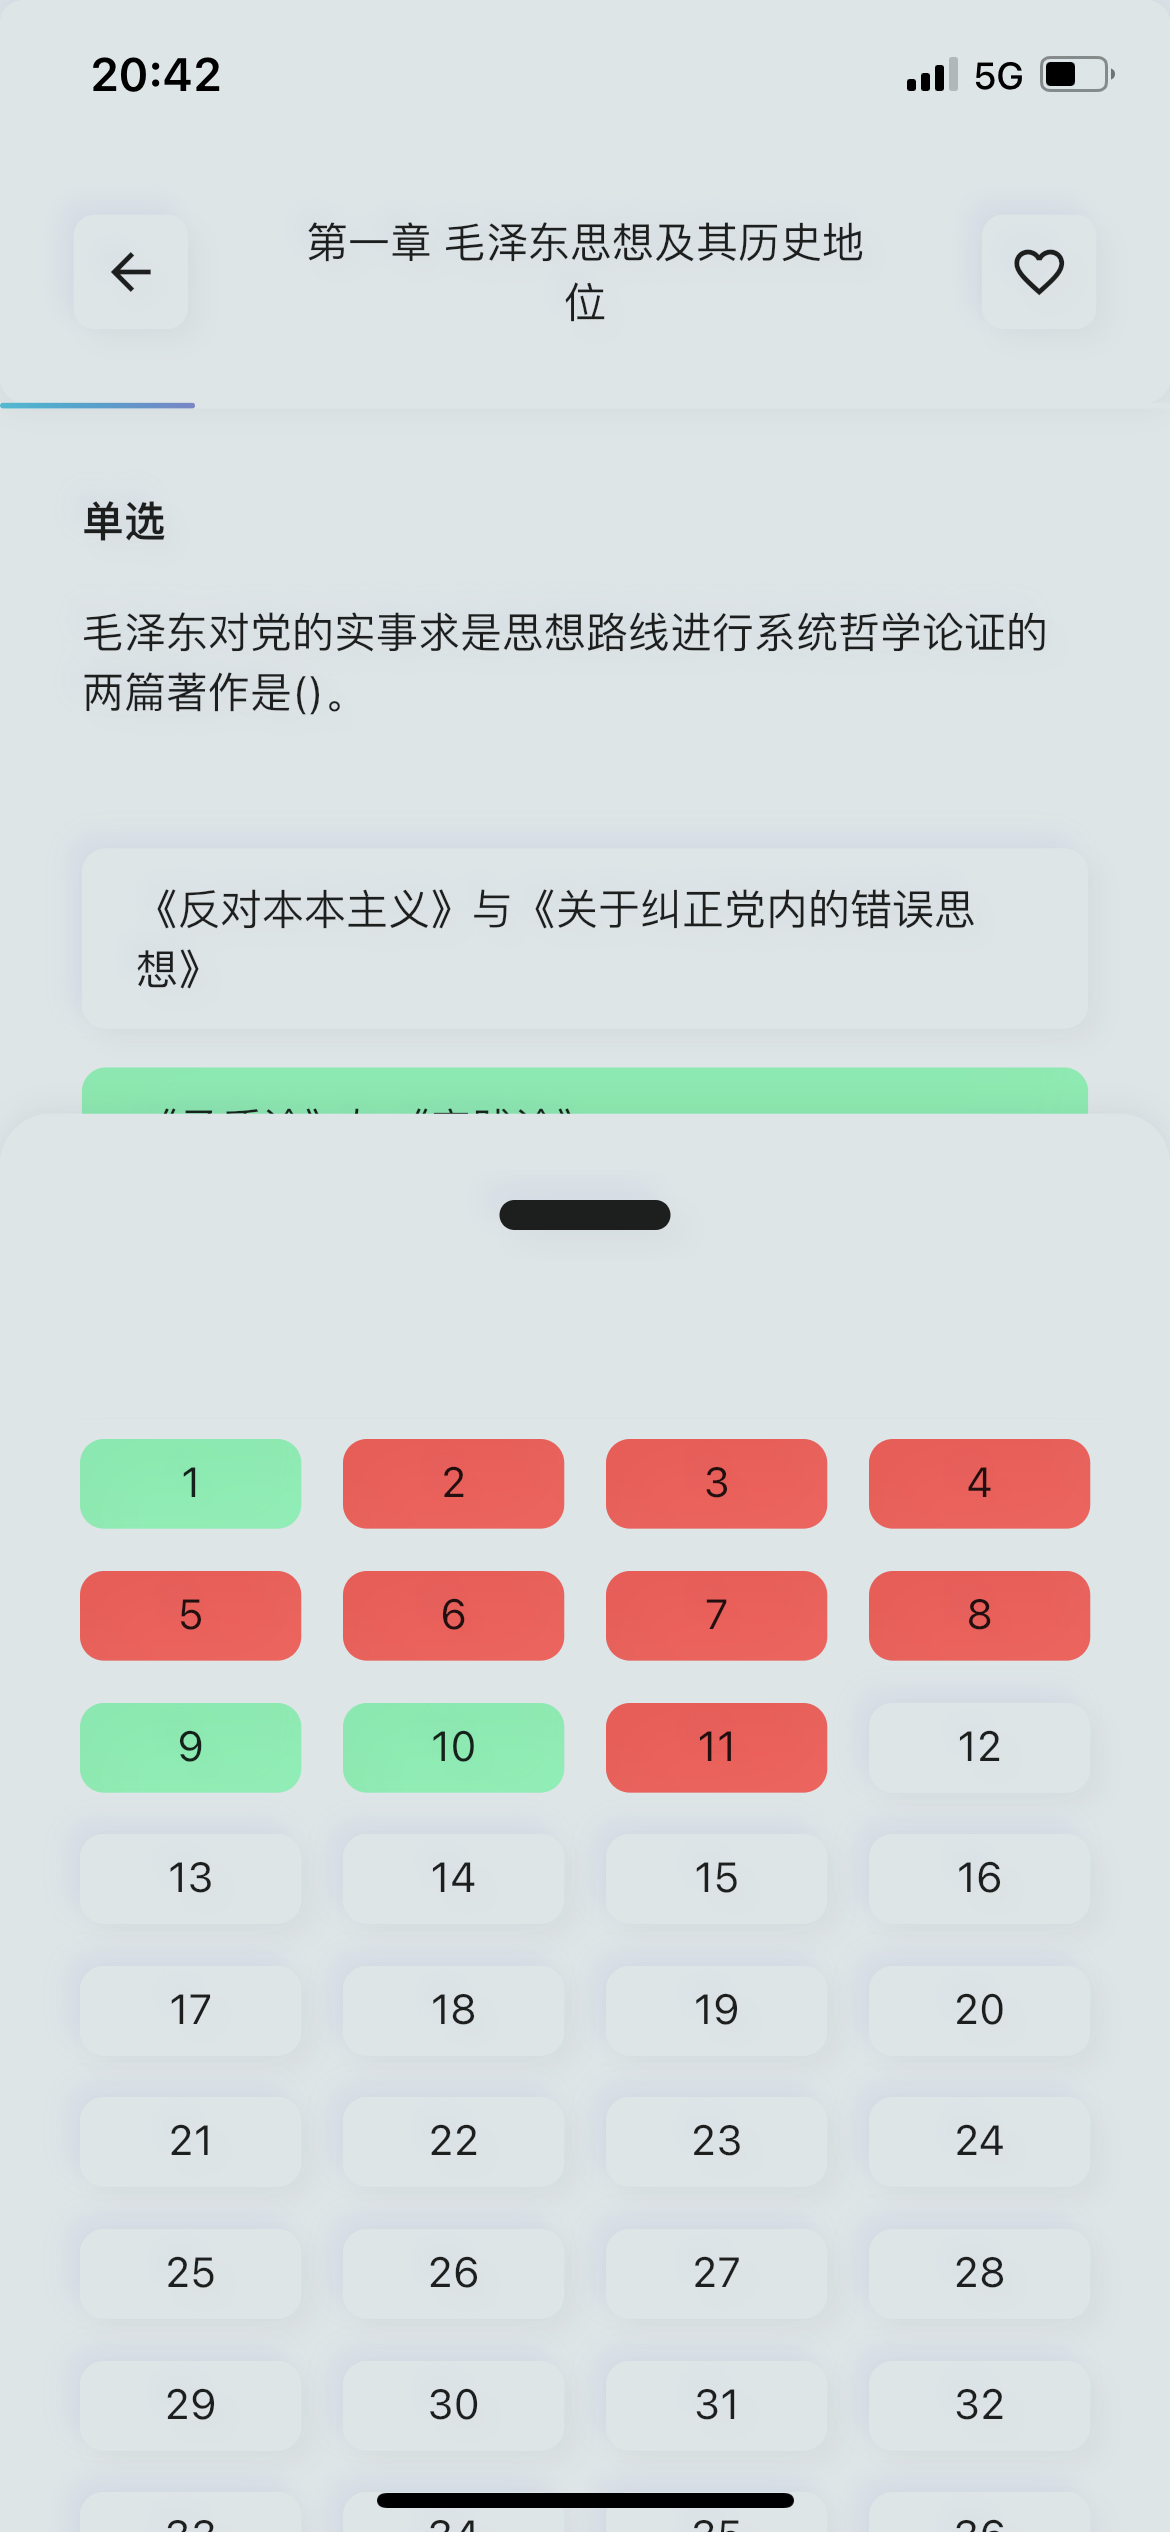 20:42
5G
第一章 毛泽东思想及其历史地
位
单选
毛泽东对党的实事求是思想路线进行系统哲学论证的
两篇著作是()。
《反对本本主义》与《关于纠正党内的错误思
想》
1 2 3 4
5 6 7 8
9 10 11 12
13 14 15 16
17 18 19 20
21 22 23 24
25 26 27 28
29 30 31 32
33 34 35 36